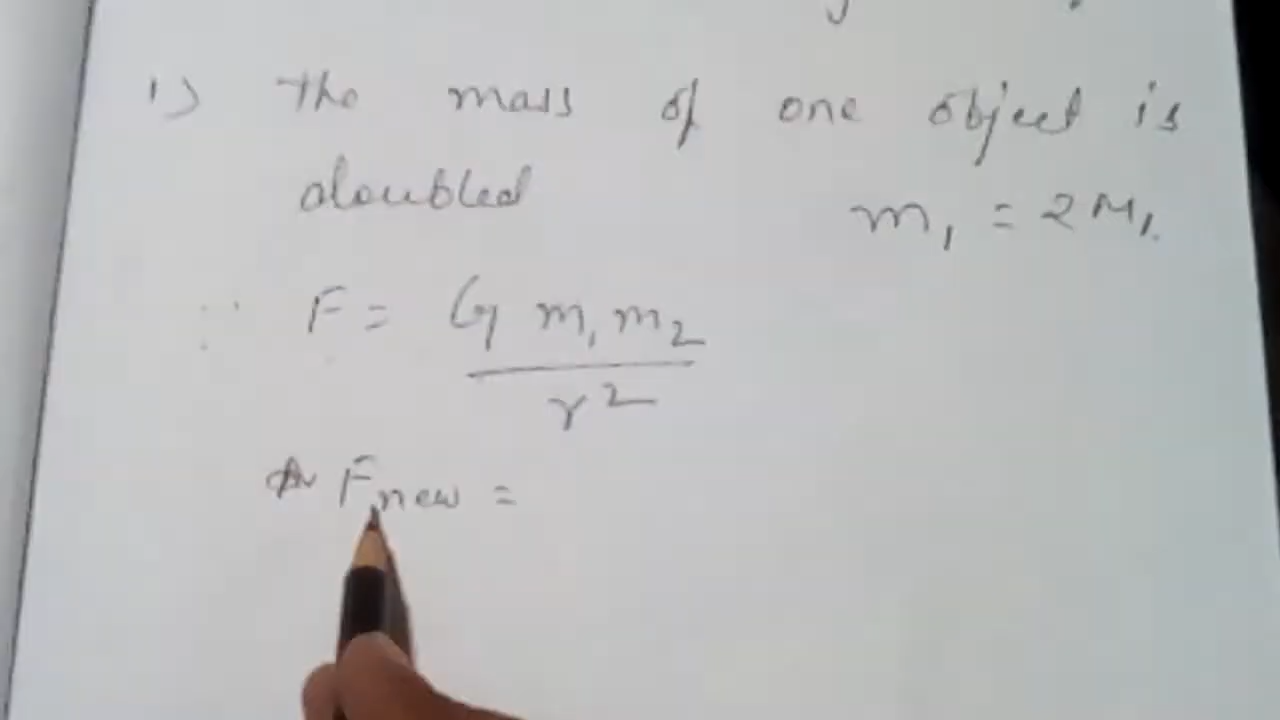 1) The mass of one object is
doubled m₁ = 2M₁.
∵ F = G m₁ m₂
r²
Fnew =